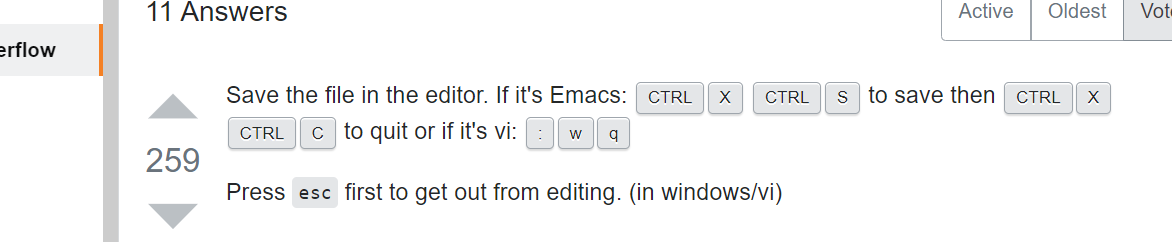 11 Answers
Active Oldest
erflow
Save the file in the editor. If it's Emacs: CTRL X CTRL S to save then CTRL X
CTRL C to quit or if it's vi: : w q
259
Press esc first to get out from editing. (in windows/vi)